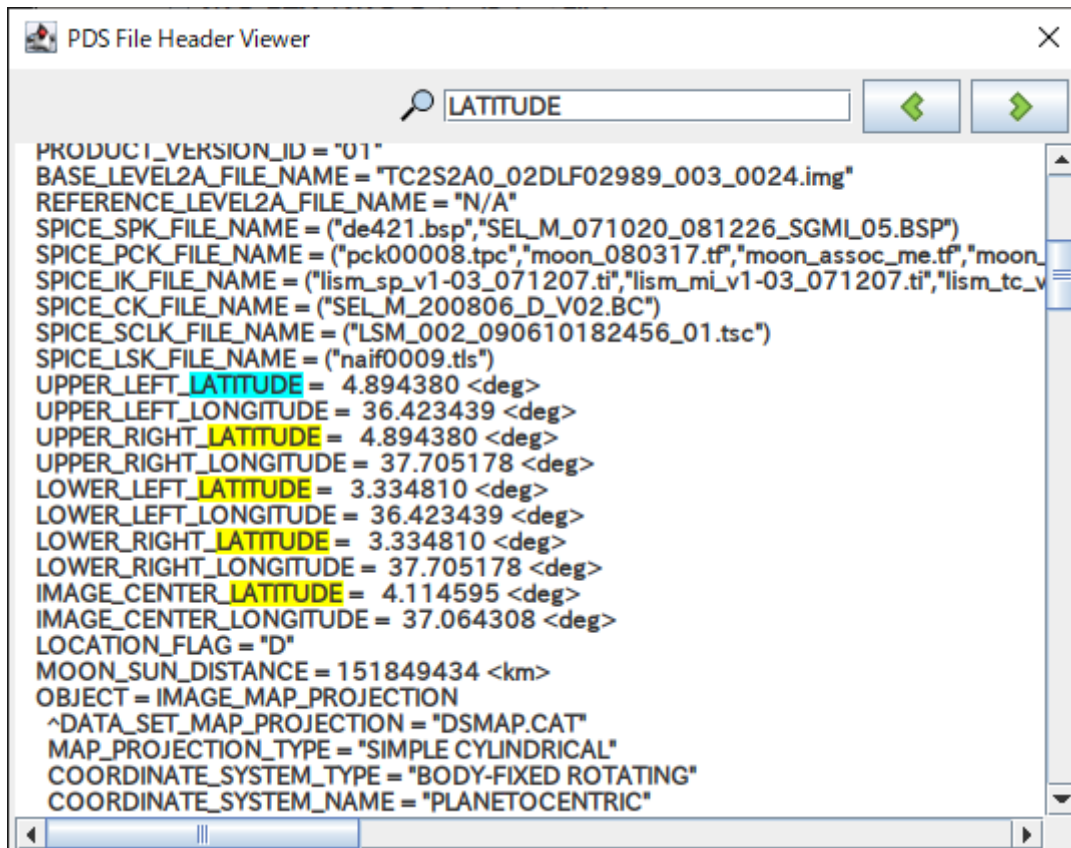 PDS File Header Viewer
LATITUDE
PRODUCT_VERSION_ID = "01"
BASE_LEVEL2A_FILE_NAME = "TC2S2A0_02DLF02989_003_0024.img"
REFERENCE_LEVEL2A_FILE_NAME = "N/A"
SPICE_SPK_FILE_NAME = ("de421.bsp","SEL_M_071020_081226_SGMI_05.BSP")
SPICE_PCK_FILE_NAME = ("pck00008.tpc","moon_080317.tf","moon_assoc_me.tf","moon_
SPICE_IK_FILE_NAME = ("lism_sp_v1-03_071207.ti","lism_mi_v1-03_071207.ti","lism_tc_v
SPICE_CK_FILE_NAME = ("SEL_M_200806_D_V02.BC")
SPICE_SCLK_FILE_NAME = ("LSM_002_090610182456_01.tsc")
SPICE_LSK_FILE_NAME = ("naif0009.tls")
UPPER_LEFT_LATITUDE = 4.894380 <deg>
UPPER_LEFT_LONGITUDE = 36.423439 <deg>
UPPER_RIGHT_LATITUDE = 4.894380 <deg>
UPPER_RIGHT_LONGITUDE = 37.705178 <deg>
LOWER_LEFT_LATITUDE = 3.334810 <deg>
LOWER_LEFT_LONGITUDE = 36.423439 <deg>
LOWER_RIGHT_LATITUDE = 3.334810 <deg>
LOWER_RIGHT_LONGITUDE = 37.705178 <deg>
IMAGE_CENTER_LATITUDE = 4.114595 <deg>
IMAGE_CENTER_LONGITUDE = 37.064308 <deg>
LOCATION_FLAG = "D"
MOON_SUN_DISTANCE = 151849434 <km>
OBJECT = IMAGE_MAP_PROJECTION
^DATA_SET_MAP_PROJECTION = "DSMAP.CAT"
MAP_PROJECTION_TYPE = "SIMPLE CYLINDRICAL"
COORDINATE_SYSTEM_TYPE = "BODY-FIXED ROTATING"
COORDINATE_SYSTEM_NAME = "PLANETOCENTRIC"